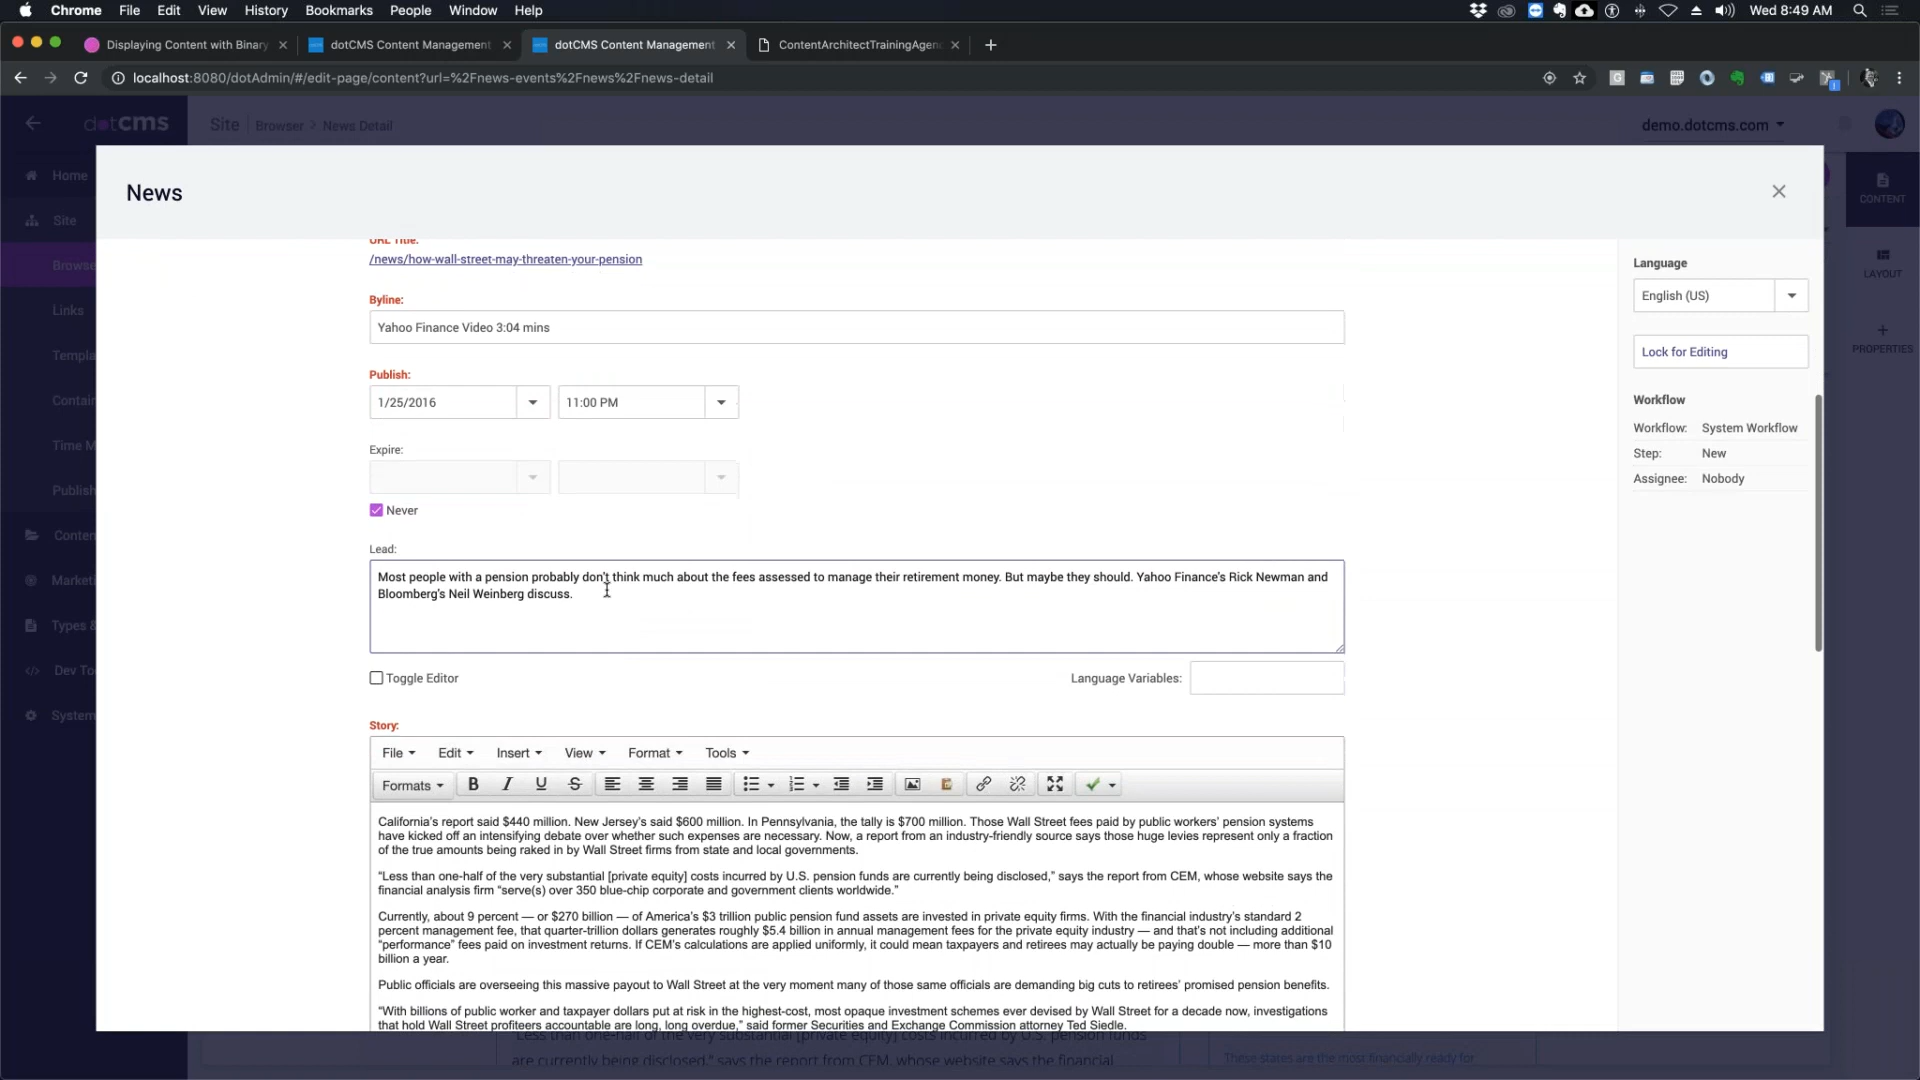 Chrome File Edit View History Bookmarks People Window Help Wed 8:49 AM
Displaying Content with Binary
dotCMS Content Management
dotCMS Content Management
ContentArchitectTrainingAgen
localhost:8080/dotAdmin/#/edit-page/content?url=%2Fnews-events%2Fnews%2Fnews-detail
dotCMS Site Browser > News Detail demo.dotcms.com
Home
Site
Browse
Links
Templa
Contain
Time M
Publish
Conten
Marketi
Types &
Dev To
System
CONTENT
LAYOUT
PROPERTIES
News
URL Title:
/news/how-wall-street-may-threaten-your-pension
Byline:
Yahoo Finance Video 3:04 mins
Publish:
1/25/2016 11:00 PM
Expire:
Never
Lead:
Most people with a pension probably don't think much about the fees assessed to manage their retirement money. But maybe they should. Yahoo Finance's Rick Newman and
Bloomberg's Neil Weinberg discuss.
Toggle Editor Language Variables:
Story:
File Edit Insert View Format Tools
Formats B I U S
California's report said $440 million. New Jersey's said $600 million. In Pennsylvania, the tally is $700 million. Those Wall Street fees paid by public workers' pension systems
have kicked off an intensifying debate over whether such expenses are necessary. Now, a report from an industry-friendly source says those huge levies represent only a fraction
of the true amounts being raked in by Wall Street firms from state and local governments.
“Less than one-half of the very substantial [private equity] costs incurred by U.S. pension funds are currently being disclosed,” says the report from CEM, whose website says the
financial analysis firm “serve(s) over 350 blue-chip corporate and government clients worldwide.”
Currently, about 9 percent — or $270 billion — of America's $3 trillion public pension fund assets are invested in private equity firms. With the financial industry's standard 2
percent management fee, that quarter-trillion dollars generates roughly $5.4 billion in annual management fees for the private equity industry — and that's not including additional
“performance” fees paid on investment returns. If CEM's calculations are applied uniformly, it could mean taxpayers and retirees may actually be paying double — more than $10
billion a year.
Public officials are overseeing this massive payout to Wall Street at the very moment many of those same officials are demanding big cuts to retirees' promised pension benefits.
“With billions of public worker and taxpayer dollars put at risk in the highest-cost, most opaque investment schemes ever devised by Wall Street for a decade now, investigations
that hold Wall Street profiteers accountable are long, long overdue,” said former Securities and Exchange Commission attorney Ted Siedle.
Language
English (US)
Lock for Editing
Workflow
Workflow: System Workflow
Step: New
Assignee: Nobody
“Less than one-half of the very substantial [private equity] costs incurred by U.S. pension funds
are currently being disclosed,” says the report from CEM, whose website says the financial
These states are the most financially ready for